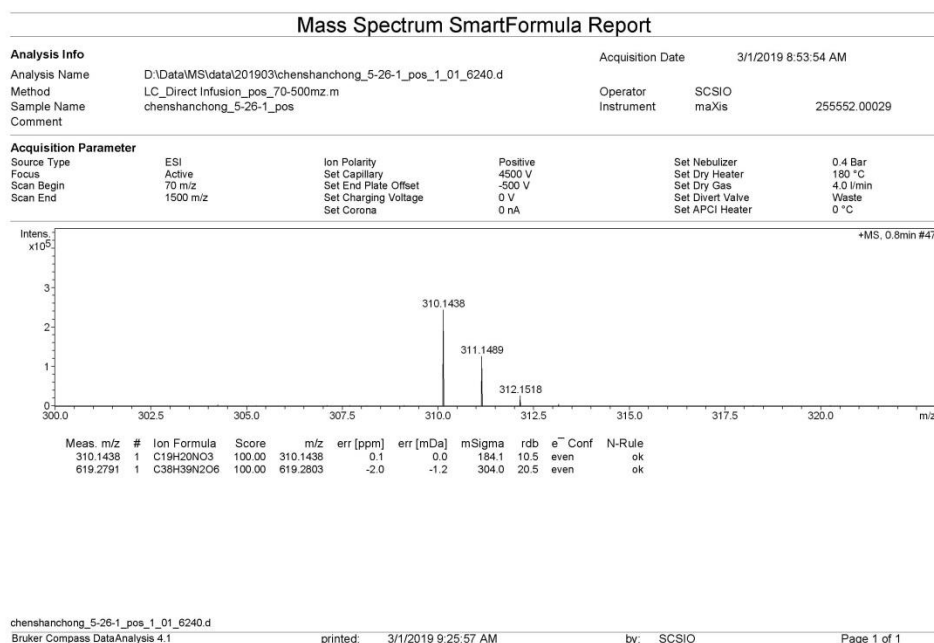 Mass Spectrum SmartFormula Report
Analysis Info
Acquisition Date 3/1/2019 8:53:54 AM
Analysis Name D:\Data\MS\data\201903\chenshanchong_5-26-1_pos_1_01_6240.d
Method LC_Direct Infusion_pos_70-500mz.m
Operator SCSIO
Sample Name chenshanchong_5-26-1_pos
Instrument maXis 255552.00029
Comment
Acquisition Parameter
Source Type ESI Ion Polarity Positive Set Nebulizer 0.4 Bar
Focus Active Set Capillary 4500 V Set Dry Heater 180 °C
Scan Begin 70 m/z Set End Plate Offset -500 V Set Dry Gas 4.0 l/min
Scan End 1500 m/z Set Charging Voltage 0 V Set Divert Valve Waste
Set Corona 0 nA Set APCI Heater 0 °C
Intens. +MS, 0.8min #47
x10⁵
3
310.1438
2
311.1489
1
312.1518
0
300.0 302.5 305.0 307.5 310.0 312.5 315.0 317.5 320.0 m/z
Meas. m/z # Ion Formula Score m/z err [ppm] err [mDa] mSigma rdb e⁻ Conf N-Rule
310.1438 1 C19H20NO3 100.00 310.1438 0.1 0.0 184.1 10.5 even ok
619.2791 1 C38H39N2O6 100.00 619.2803 -2.0 -1.2 304.0 20.5 even ok
chenshanchong_5-26-1_pos_1_01_6240.d
Bruker Compass DataAnalysis 4.1 printed: 3/1/2019 9:25:57 AM by: SCSIO Page 1 of 1